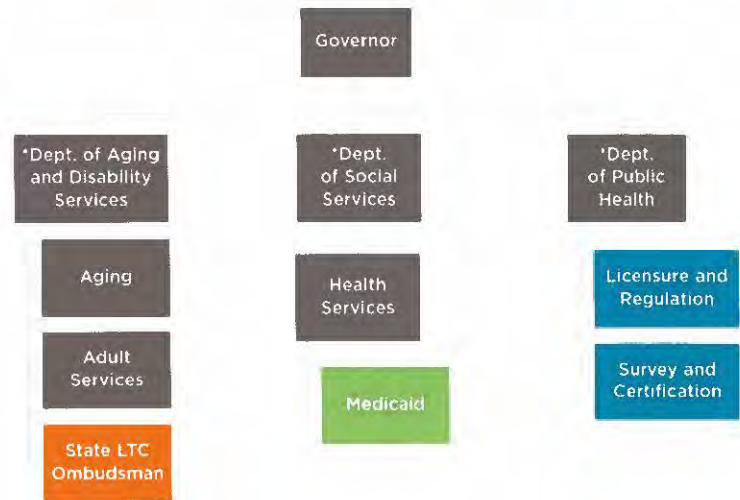 Governor
*Dept. of Aging
and Disability
Services
*Dept.
of Social
Services
*Dept.
of Public
Health
Aging
Health
Services
Licensure and
Regulation
Adult
Services
Medicaid
Survey and
Certification
State LTC
Ombudsman